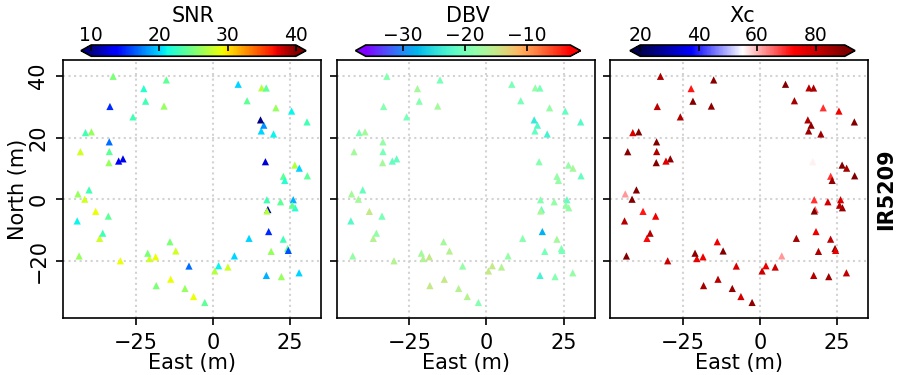 SNR DBV Xc
10 20 30 40 −30 −20 −10 20 40 60 80
40
20
0
−20
North (m)
IR5209
−25 0 25 −25 0 25 −25 0 25
East (m) East (m) East (m)